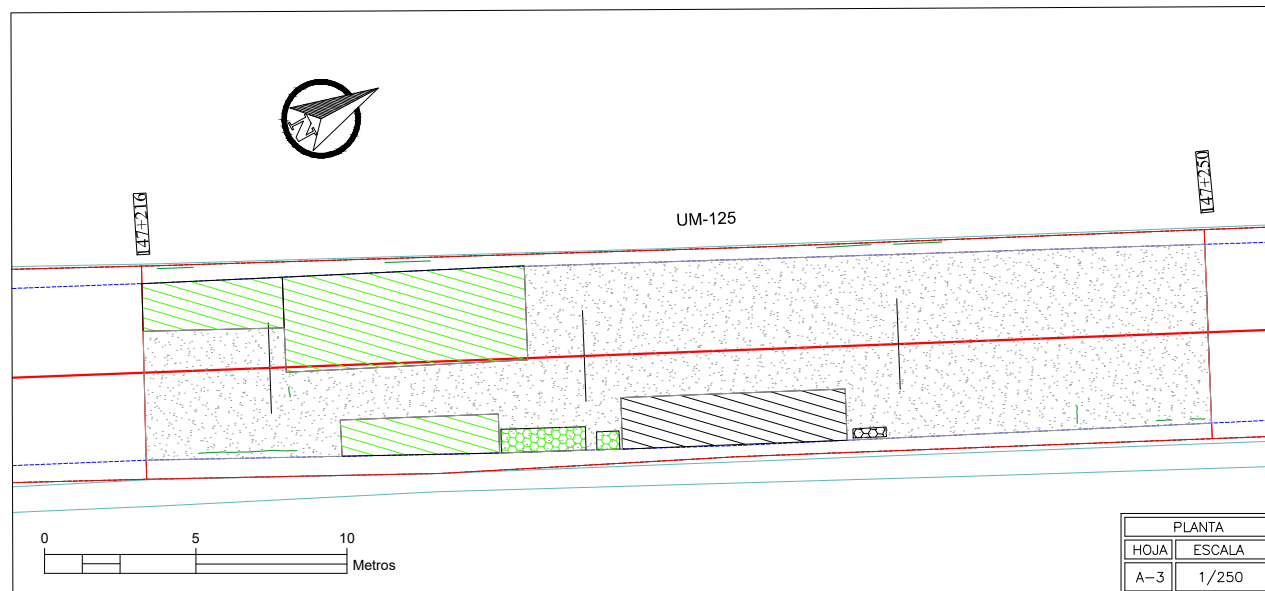 N
147+216
147+250
UM-125
0 5 10
Metros
PLANTA
HOJA ESCALA
A-3 1/250